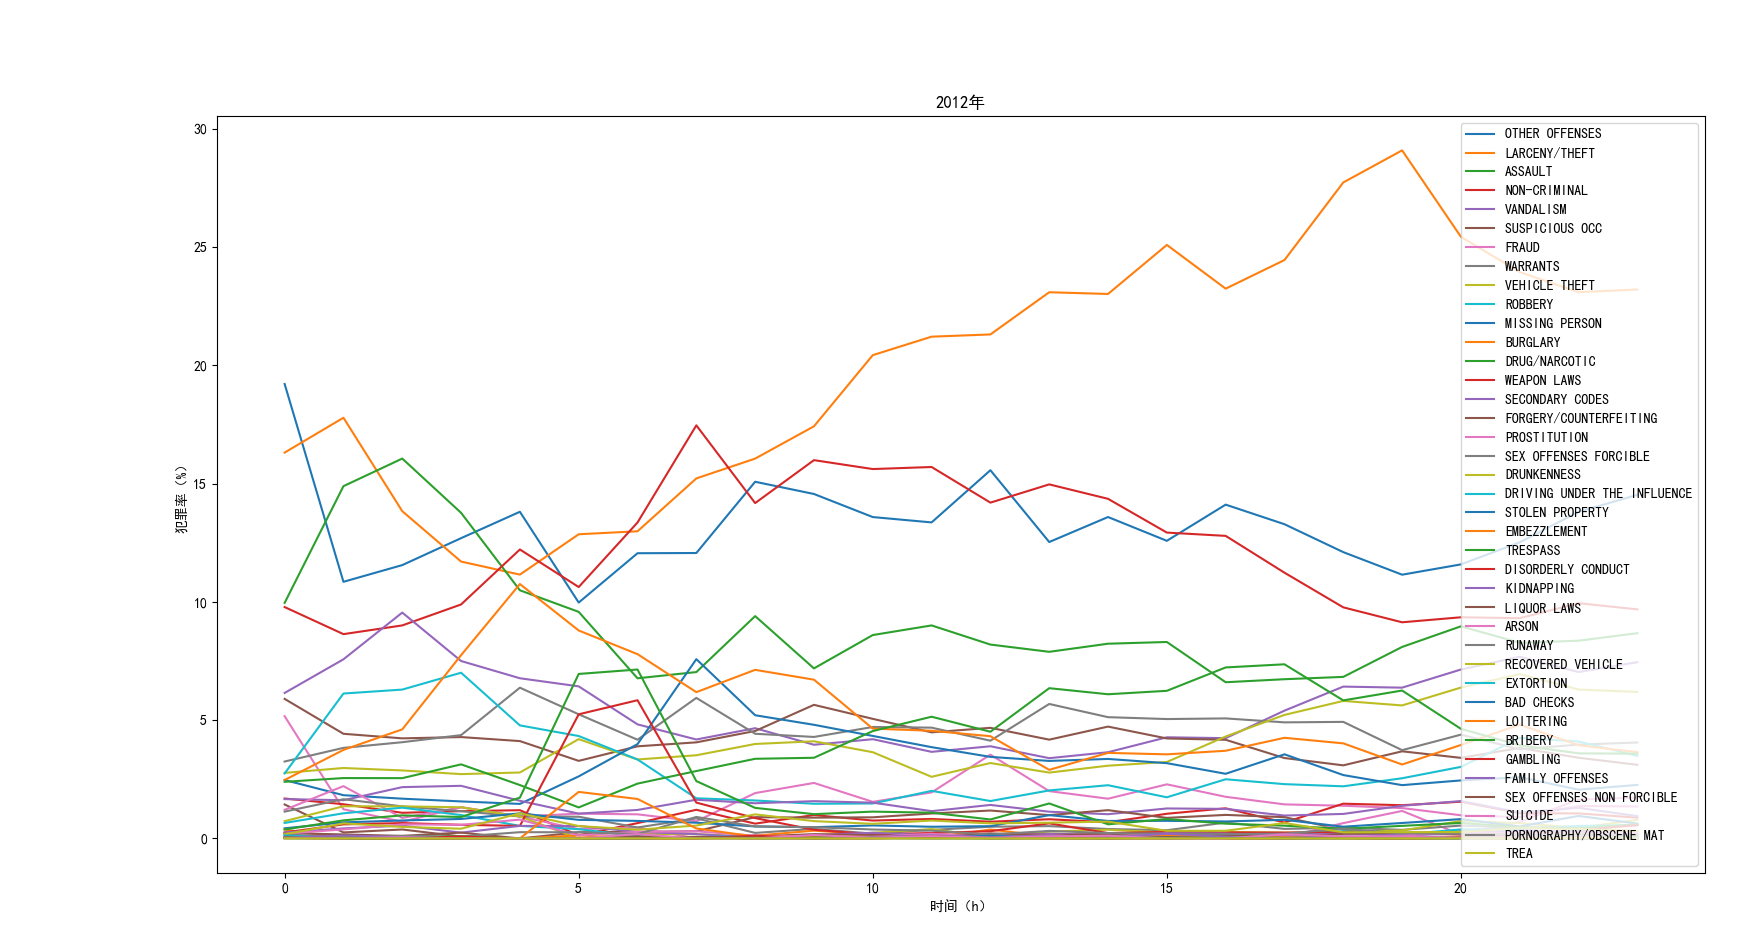 2012年
犯罪率（%）
30
25
20
15
10
5
0
0 5 10 15 20
时间（h）
OTHER OFFENSES
LARCENY/THEFT
ASSAULT
NON-CRIMINAL
VANDALISM
SUSPICIOUS OCC
FRAUD
WARRANTS
VEHICLE THEFT
ROBBERY
MISSING PERSON
BURGLARY
DRUG/NARCOTIC
WEAPON LAWS
SECONDARY CODES
FORGERY/COUNTERFEITING
PROSTITUTION
SEX OFFENSES FORCIBLE
DRUNKENNESS
DRIVING UNDER THE INFLUENCE
STOLEN PROPERTY
EMBEZZLEMENT
TRESPASS
DISORDERLY CONDUCT
KIDNAPPING
LIQUOR LAWS
ARSON
RUNAWAY
RECOVERED VEHICLE
EXTORTION
BAD CHECKS
LOITERING
BRIBERY
GAMBLING
FAMILY OFFENSES
SEX OFFENSES NON FORCIBLE
SUICIDE
PORNOGRAPHY/OBSCENE MAT
TREA